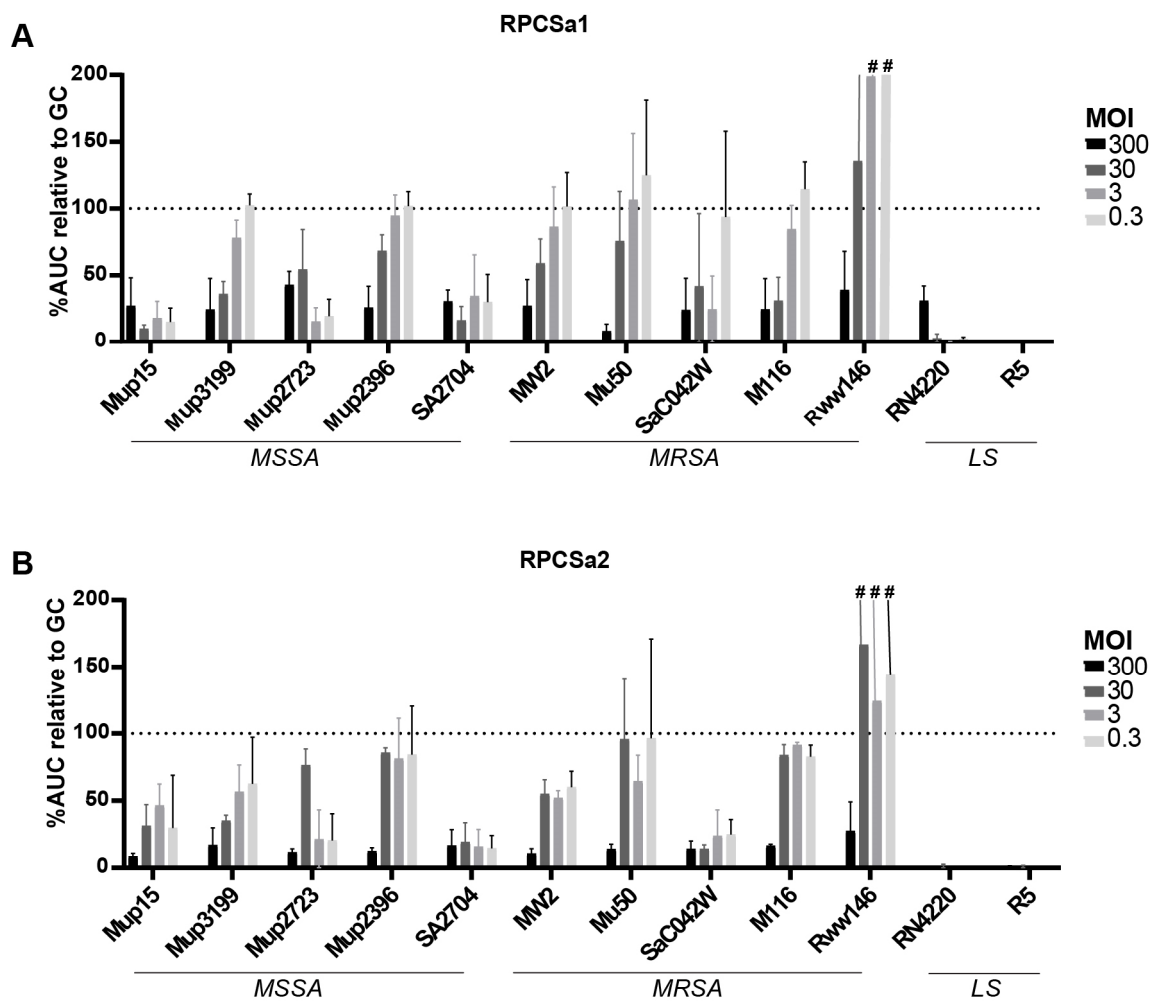 A
RPCSa1
%AUC relative to GC
200
150
100
50
0
# #
MOI
300
30
3
0.3
Mup15
Mup3199
Mup2723
Mup2396
SA2704
MW2
Mu50
SaC042W
M116
Rww146
RN4220
R5
MSSA
MRSA
LS
B
RPCSa2
%AUC relative to GC
200
150
100
50
0
# # #
MOI
300
30
3
0.3
Mup15
Mup3199
Mup2723
Mup2396
SA2704
MW2
Mu50
SaC042W
M116
Rww146
RN4220
R5
MSSA
MRSA
LS